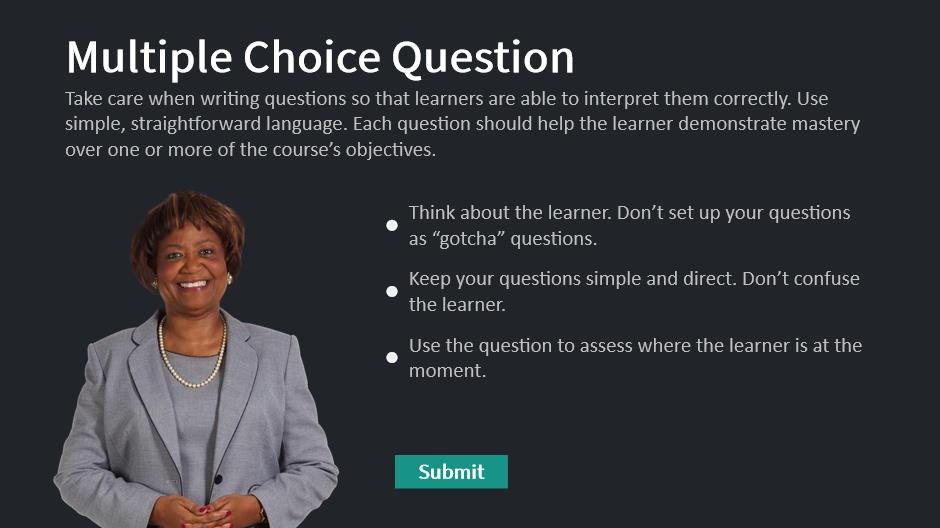 Multiple Choice Question
Take care when writing questions so that learners are able to interpret them correctly. Use
simple, straightforward language. Each question should help the learner demonstrate mastery
over one or more of the course’s objectives.
Think about the learner. Don’t set up your questions
as “gotcha” questions.
Keep your questions simple and direct. Don’t confuse
the learner.
Use the question to assess where the learner is at the
moment.
Submit